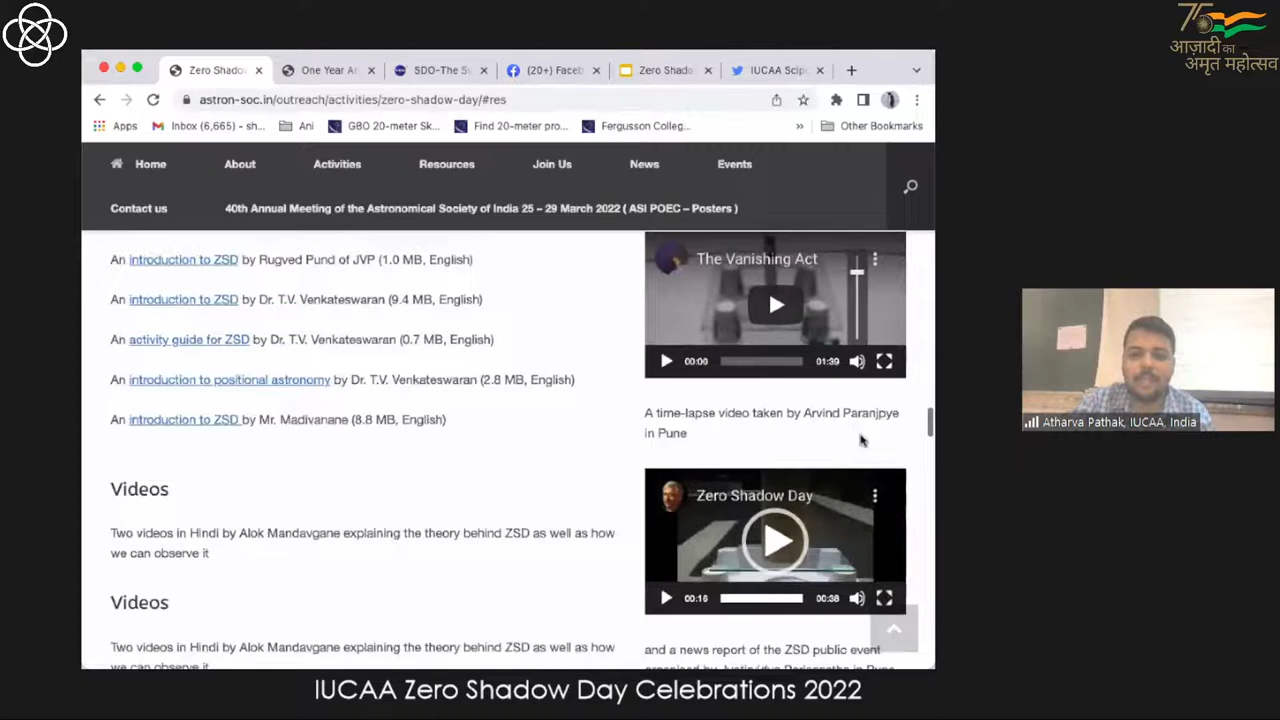 75
आज़ादी का
अमृत महोत्सव
Zero Shado
One Year A
SDO-The S
(20+) Faceb
Zero Shado
IUCAA Scip
astron-soc.in/outreach/activities/zero-shadow-day/#res
Apps
Inbox (6,665) - sh...
Ani
GBO 20-meter Sk...
Find 20-meter pro...
Fergusson Colleg...
»
Other Bookmarks
Home
About
Activities
Resources
Join Us
News
Events
Contact us
40th Annual Meeting of the Astronomical Society of India 25 – 29 March 2022 ( ASI POEC – Posters )
An introduction to ZSD by Rugved Pund of JVP (1.0 MB, English)
An introduction to ZSD by Dr. T.V. Venkateswaran (9.4 MB, English)
An activity guide for ZSD by Dr. T.V. Venkateswaran (0.7 MB, English)
An introduction to positional astronomy by Dr. T.V. Venkateswaran (2.8 MB, English)
An introduction to ZSD by Mr. Madivanane (8.8 MB, English)
Videos
Two videos in Hindi by Alok Mandavgane explaining the theory behind ZSD as well as how
we can observe it
Videos
Two videos in Hindi by Alok Mandavgane explaining the theory behind ZSD as well as how
we can observe it
The Vanishing Act
00:00
01:39
A time-lapse video taken by Arvind Paranjpye
in Pune
Zero Shadow Day
00:16
00:38
and a news report of the ZSD public event
Atharva Pathak, IUCAA, India
IUCAA Zero Shadow Day Celebrations 2022